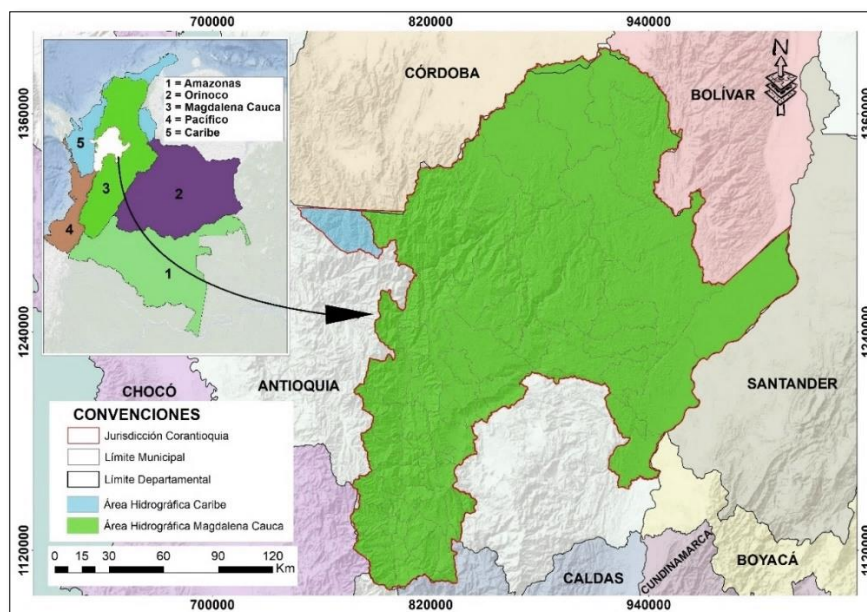 700000 820000 940000
1 = Amazonas
2 = Orinoco
3 = Magdalena Cauca
4 = Pacífico
5 = Caribe
5
3
2
4
1
N
CÓRDOBA
BOLÍVAR
1360000
1360000
1240000
1240000
CHOCÓ
ANTIOQUIA
SANTANDER
CONVENCIONES
Jurisdicción Corantioquia
Límite Municipal
Límite Departamental
Área Hidrográfica Caribe
Área Hidrográfica Magdalena Cauca
0 15 30 60 90 120
Km
1120000
1120000
CALDAS
CUNDINAMARCA
BOYACÁ
700000 820000 940000